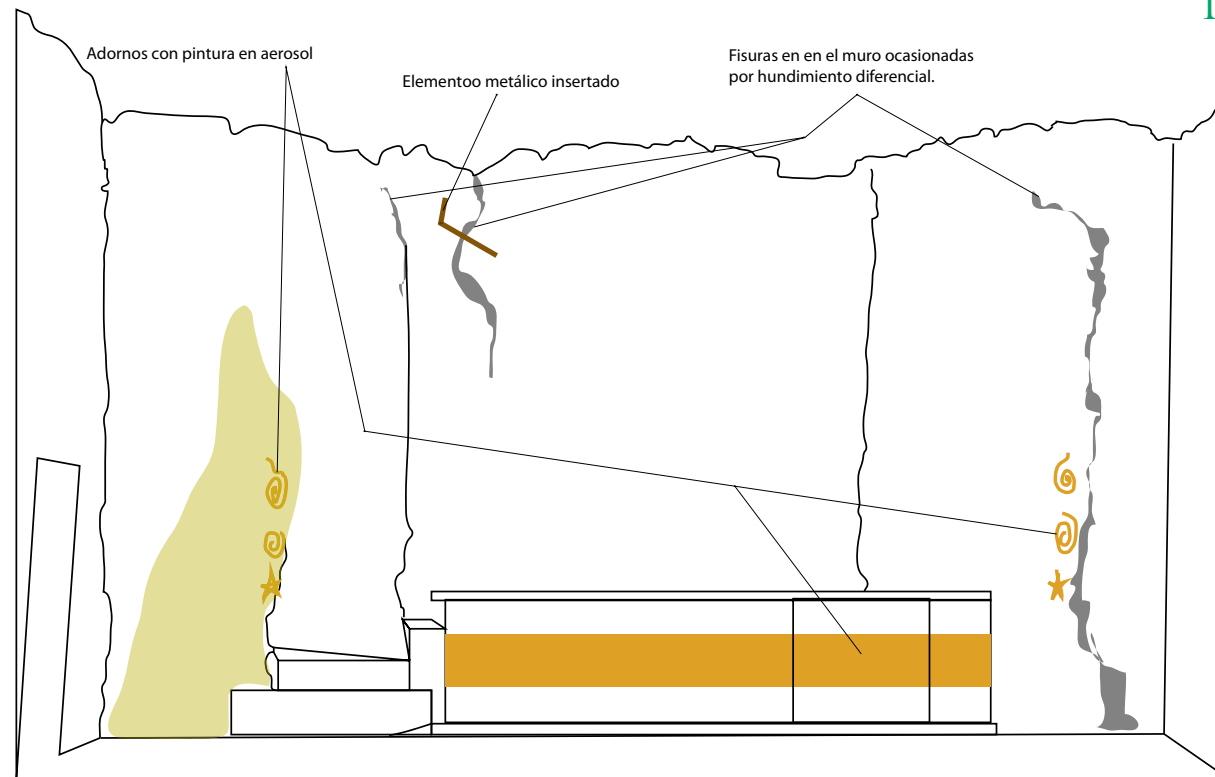 Adornos con pintura en aerosol
Elementoo metálico insertado
Fisuras en en el muro ocasionadas
por hundimiento diferencial.